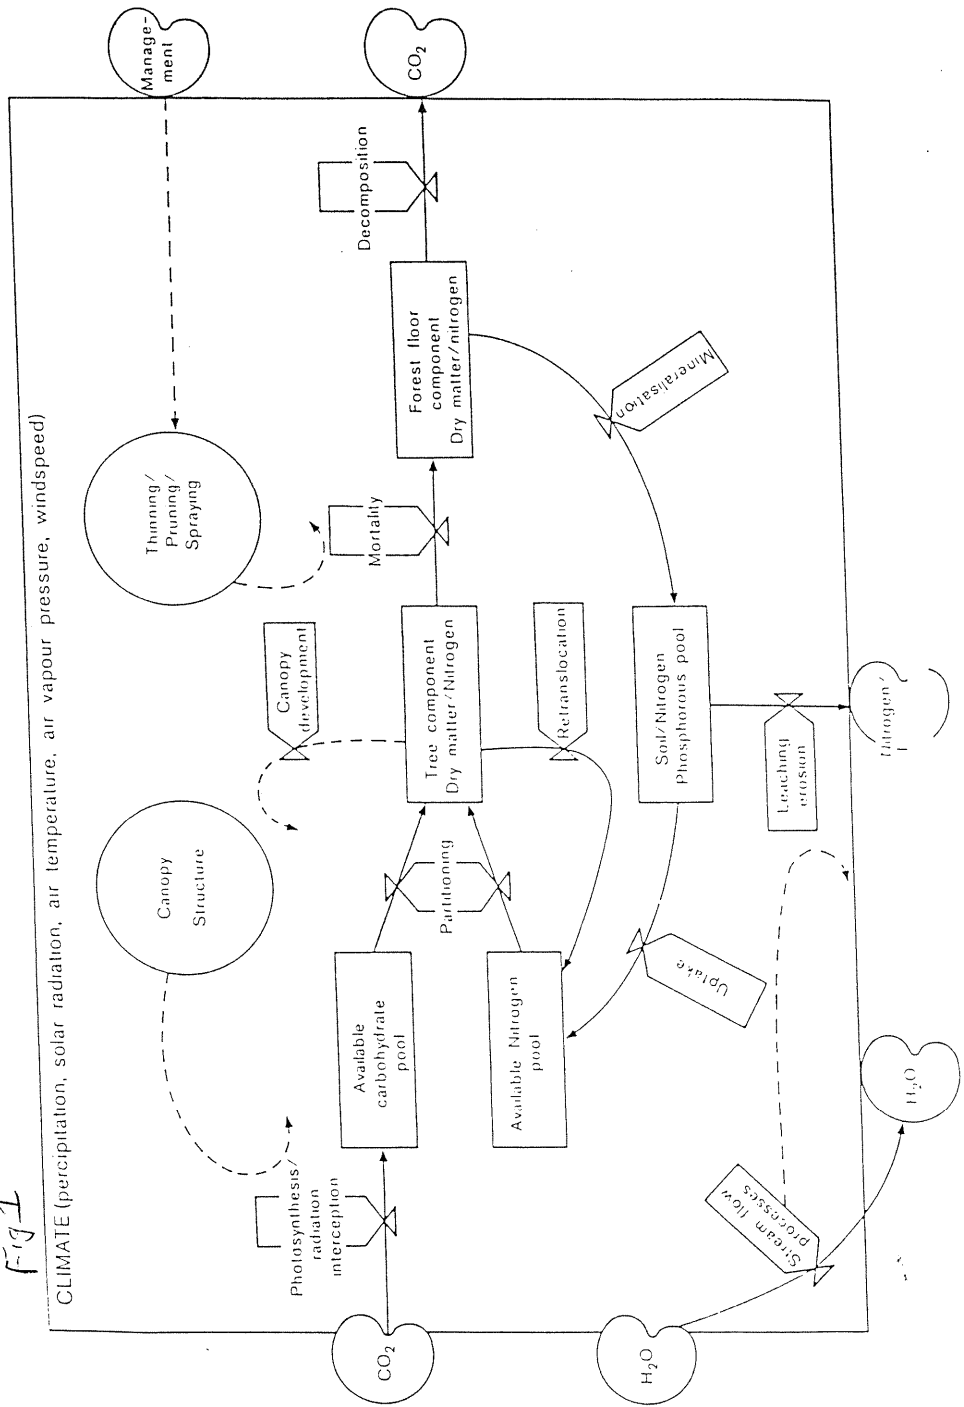 Fig 1
CLIMATE (percipitation, solar radiation, air temperature, air vapour pressure, windspeed)
Manage-
ment
CO₂
Thinning/
Pruning/
Spraying
Decomposition
Forest floor
component
Dry matter/nitrogen
Mortality
Mineralisation
Canopy
development
Canopy
Structure
Tree component
Dry matter/Nitrogen
Retranslocation
Soil/Nitrogen
Phosphorous pool
Leaching
erosion
Nitrogen/
Partitioning
Available
carbohydrate
pool
Available Nitrogen
pool
Uptake
Photosynthesis/
radiation
interception
CO₂
H₂O
Stream flow
processes
H₂O